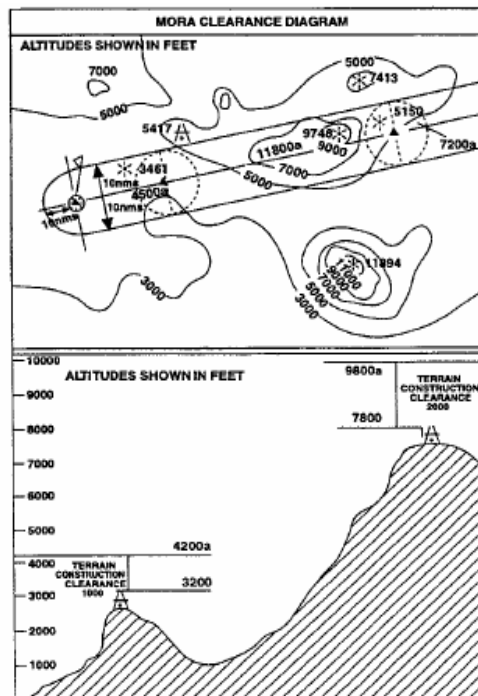 MORA CLEARANCE DIAGRAM
ALTITUDES SHOWN IN FEET
7000
5000
5000
7413
5417
9748
5150
11800a
9000
7200a
7000
3461
5000
10nms
4500a
10nms
10nms
3000
11894
11000
9000
7000
5000
3000
10000
ALTITUDES SHOWN IN FEET
9800a
TERRAIN
CONSTRUCTION
CLEARANCE
2000
9000
7800
8000
7000
6000
5000
4200a
4000
TERRAIN
CONSTRUCTION
CLEARANCE
1000
3200
3000
2000
1000